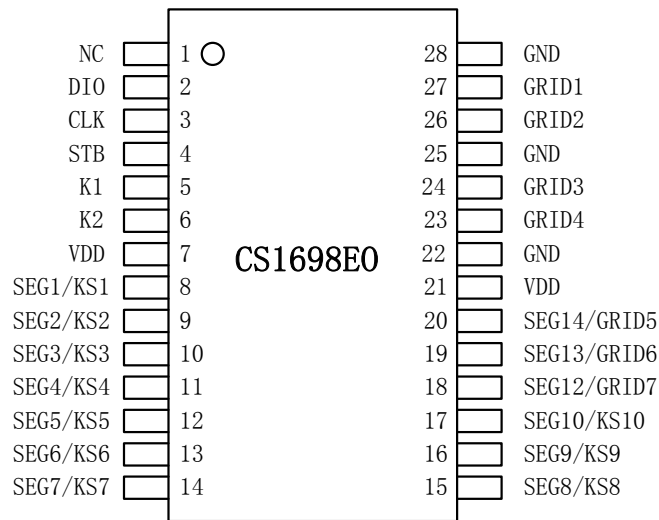 NC 1 28 GND
DIO 2 27 GRID1
CLK 3 26 GRID2
STB 4 25 GND
K1 5 24 GRID3
K2 6 23 GRID4
VDD 7 22 GND
CS1698EO
SEG1/KS1 8 21 VDD
SEG2/KS2 9 20 SEG14/GRID5
SEG3/KS3 10 19 SEG13/GRID6
SEG4/KS4 11 18 SEG12/GRID7
SEG5/KS5 12 17 SEG10/KS10
SEG6/KS6 13 16 SEG9/KS9
SEG7/KS7 14 15 SEG8/KS8